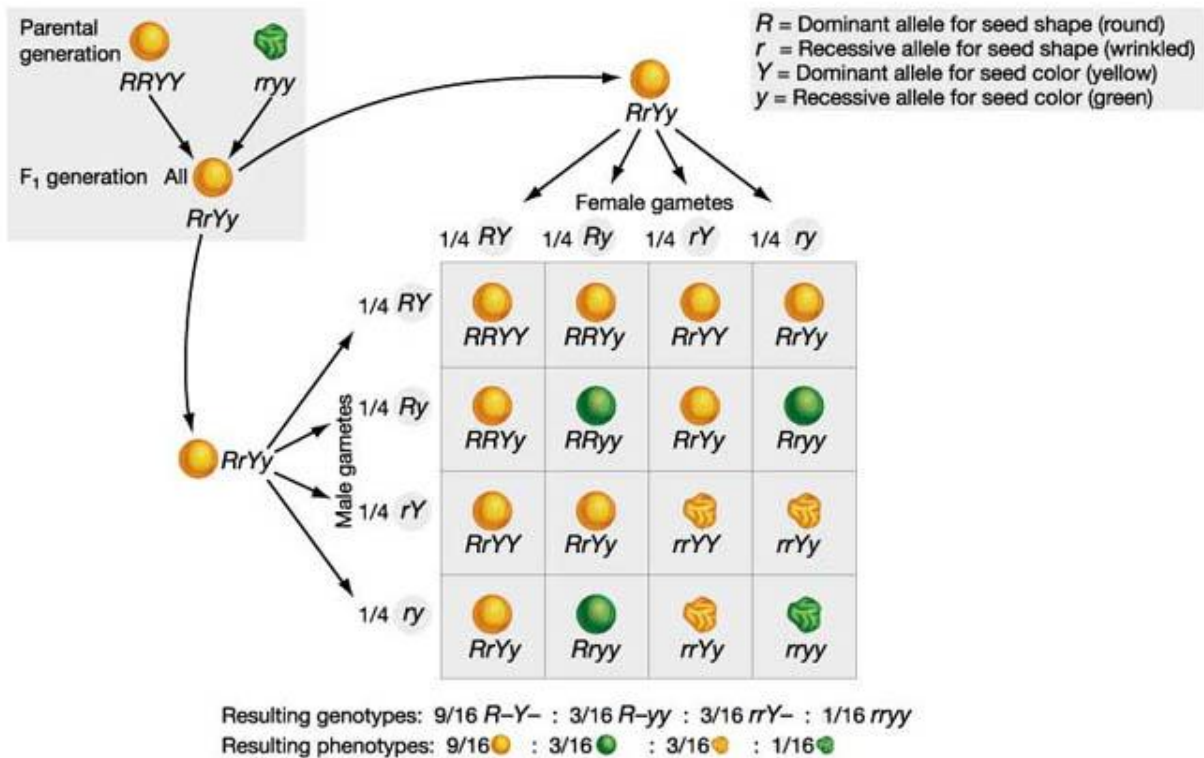 Parental
generation
RRYY
rryy
F₁ generation All
RrYy
R = Dominant allele for seed shape (round)
r = Recessive allele for seed shape (wrinkled)
Y = Dominant allele for seed color (yellow)
y = Recessive allele for seed color (green)
RrYy
Female gametes
1/4 RY 1/4 Ry 1/4 rY 1/4 ry
RrYy
Male gametes
1/4 RY
RRYY RRYy RrYY RrYy
1/4 Ry
RRYy RRyy RrYy Rryy
1/4 rY
RrYY RrYy rrYY rrYy
1/4 ry
RrYy Rryy rrYy rryy
Resulting genotypes: 9/16 R–Y– : 3/16 R–yy : 3/16 rrY– : 1/16 rryy
Resulting phenotypes: 9/16 : 3/16 : 3/16 : 1/16